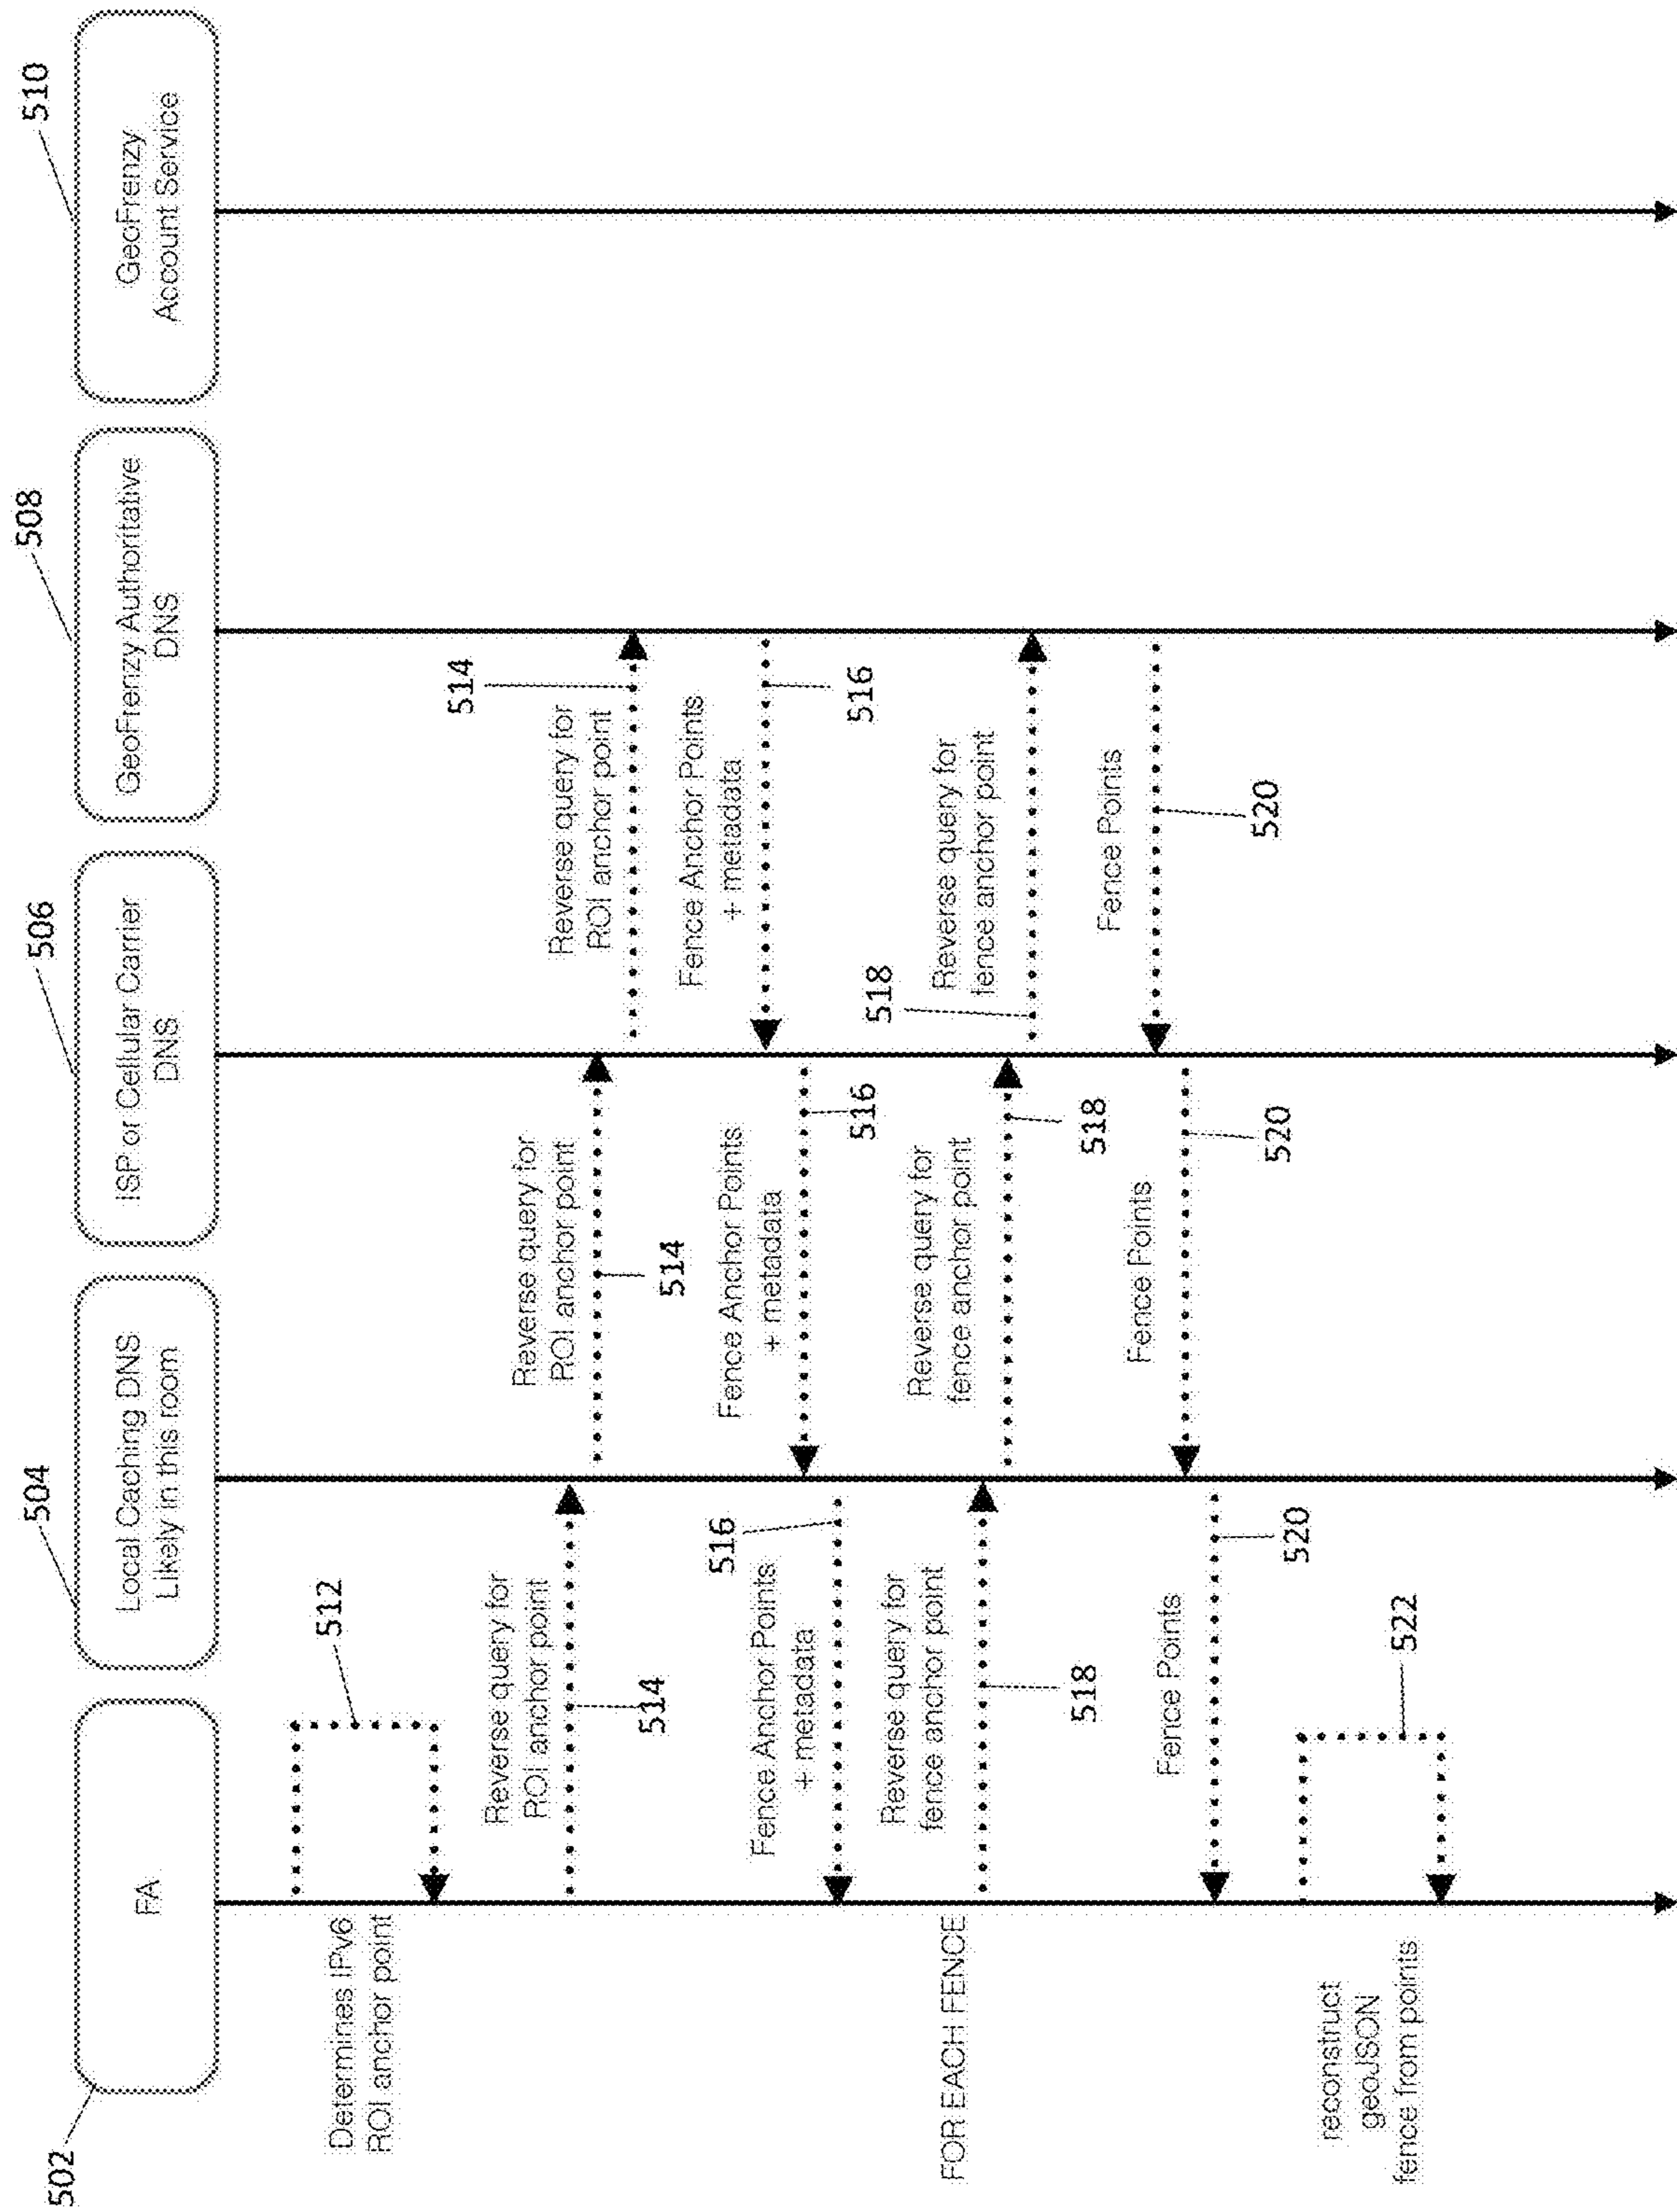 502
FA
504
Local Caching DNS
Likely in this room
506
ISP or Cellular Carrier
DNS
508
GeoFrenzy Authoritative
DNS
510
GeoFrenzy
Account Service
Determines IPv6
ROI anchor point
512
Reverse query for
ROI anchor point
514
Reverse query for
ROI anchor point
514
Reverse query for
ROI anchor point
514
Fence Anchor Points
+ metadata
516
Fence Anchor Points
+ metadata
516
Fence Anchor Points
+ metadata
516
FOR EACH FENCE
Reverse query for
fence anchor point
518
Reverse query for
fence anchor point
518
Reverse query for
fence anchor point
518
Fence Points
520
Fence Points
520
Fence Points
520
reconstruct
geoJSON
fence from points
522